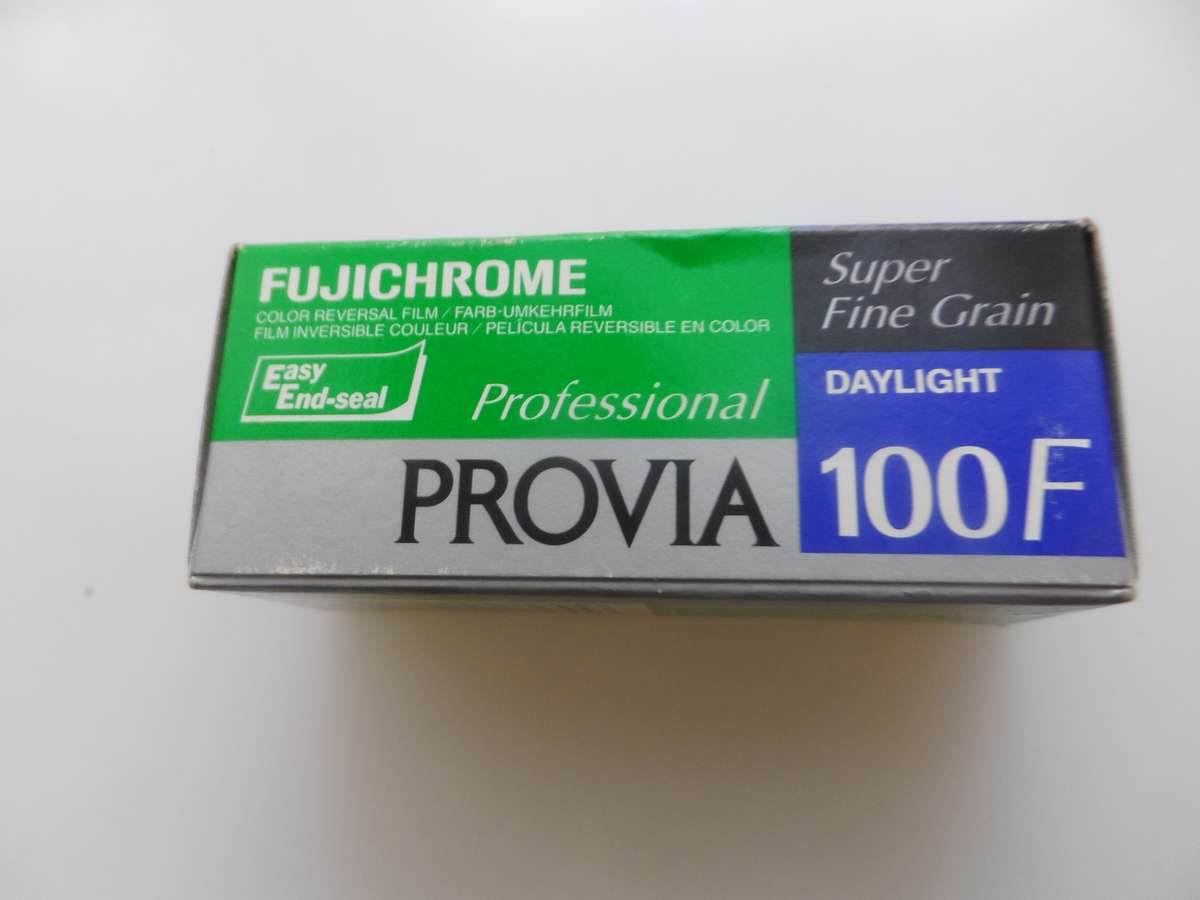 FUJICHROME
COLOR REVERSAL FILM / FARB-UMKEHRFILM
FILM INVERSIBLE COULEUR / PELÍCULA REVERSIBLE EN COLOR
Easy
End-seal
Professional
PROVIA
Super
Fine Grain
DAYLIGHT
100F